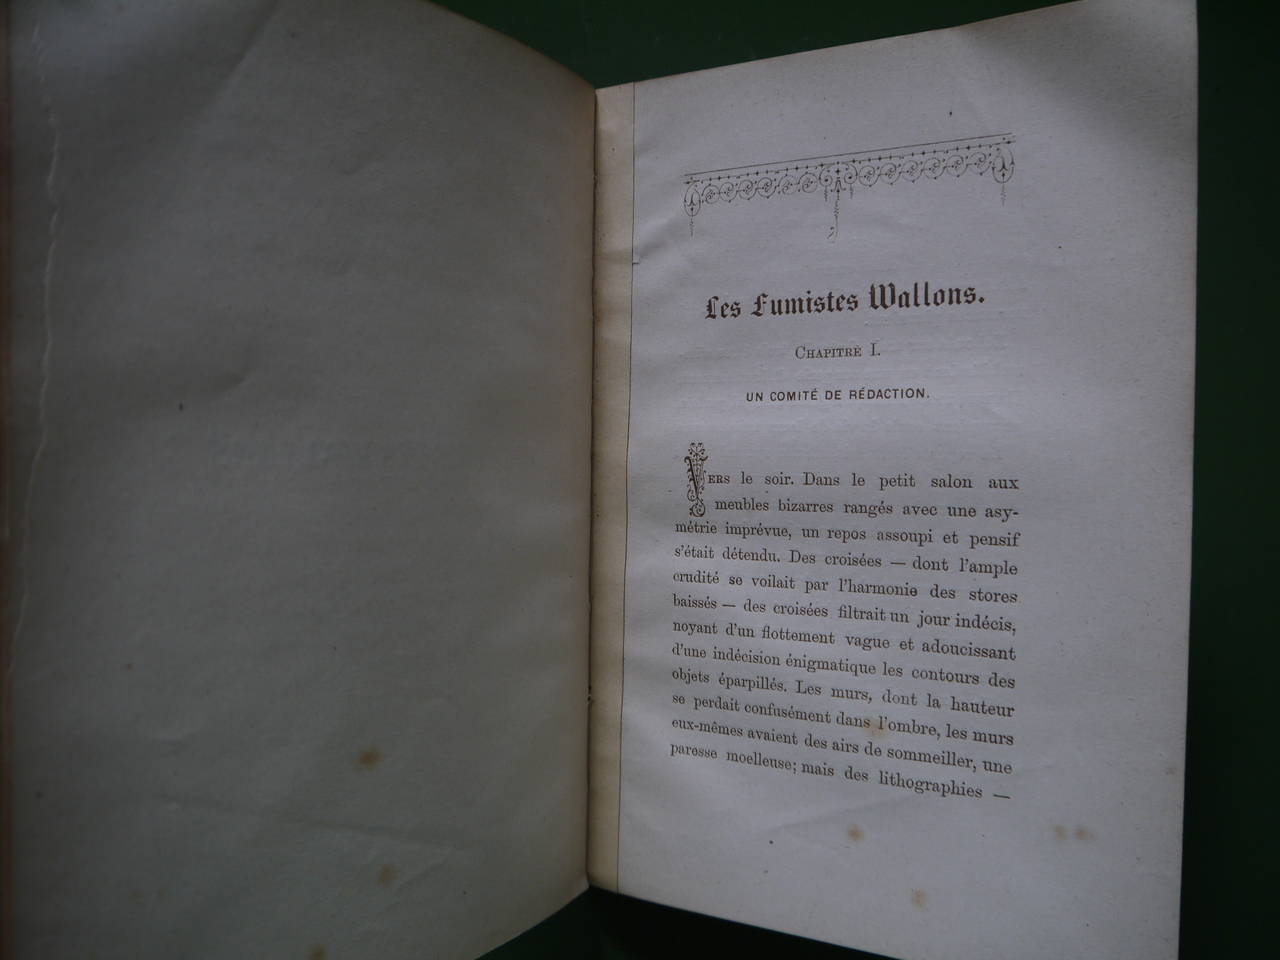 Les Fumistes Wallons.
Chapitre I.
UN COMITÉ DE RÉDACTION.
Vers le soir. Dans le petit salon aux
meubles bizarres rangés avec une asy-
métrie imprévue, un repos assoupi et pensif
s'était détendu. Des croisées — dont l'ample
crudité se voilait par l'harmonie des stores
baissés — des croisées filtrait un jour indécis,
noyant d'un flottement vague et adoucissant
d'une indécision énigmatique les contours des
objets éparpillés. Les murs, dont la hauteur
se perdait confusément dans l'ombre, les murs
eux-mêmes avaient des airs de sommeiller, une
paresse moelleuse; mais des lithographies —